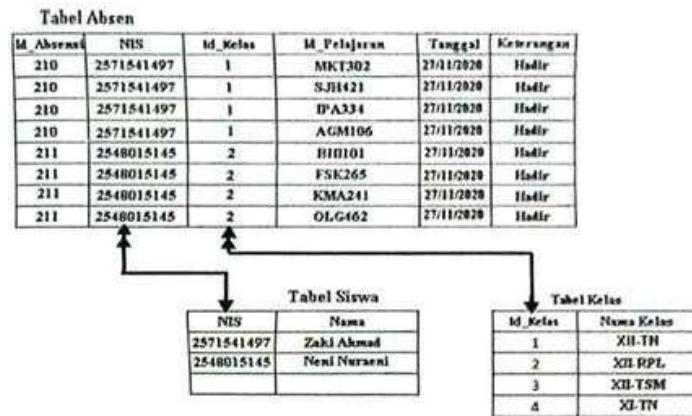 Tabel Absen
Id_Absensi NIS Id_Kelas Id_Pelajaran Tanggal Keterangan
210 2571541497 1 MKT302 27/11/2020 Hadir
210 2571541497 1 SJH421 27/11/2020 Hadir
210 2571541497 1 IPA334 27/11/2020 Hadir
210 2571541497 1 AGM106 27/11/2020 Hadir
211 2548015145 2 27/11/2020 Hadir
211 2548015145 2 FSK265 27/11/2020 Hadir
211 2548015145 2 KMA241 27/11/2020 Hadir
211 2548015145 2 OLG462 27/11/2020 Hadir
Tabel Siswa
NIS Nama
2571541497 Zaki Ahmad
2548015145 Neni Nuraeni
Tabel Kelas
Id_Kelas Nama Kelas
1 XII-TN
2 XII-RPL
3 XII-TSM
4 XI-TN